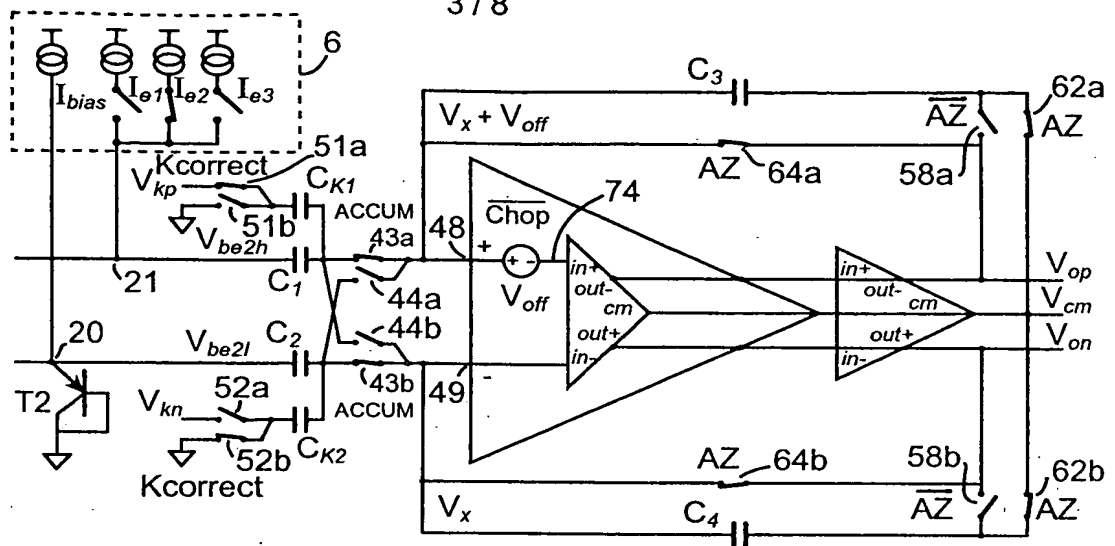 3/8
6
I_bias I_e1 I_e2 I_e3
C_3
62a
V_x + V_off
A̅Z̅
AZ
AZ 64a
58a
Kcorrect 51a
V_kp
C_K1
51b
ACCUM
V_be2h
43a
48
+
C̅h̅o̅p̅
74
+ -
V_off
in+
out-
cm
out+
in-
in+
out-
cm
out+
in-
V_op
V_cm
V_on
21
C_1
44a
44b
20
V_be2l
C_2
49
-
43b
T2
V_kn
52a
ACCUM
52b
C_K2
Kcorrect
AZ 64b
58b
62b
V_x
C_4
A̅Z̅
AZ